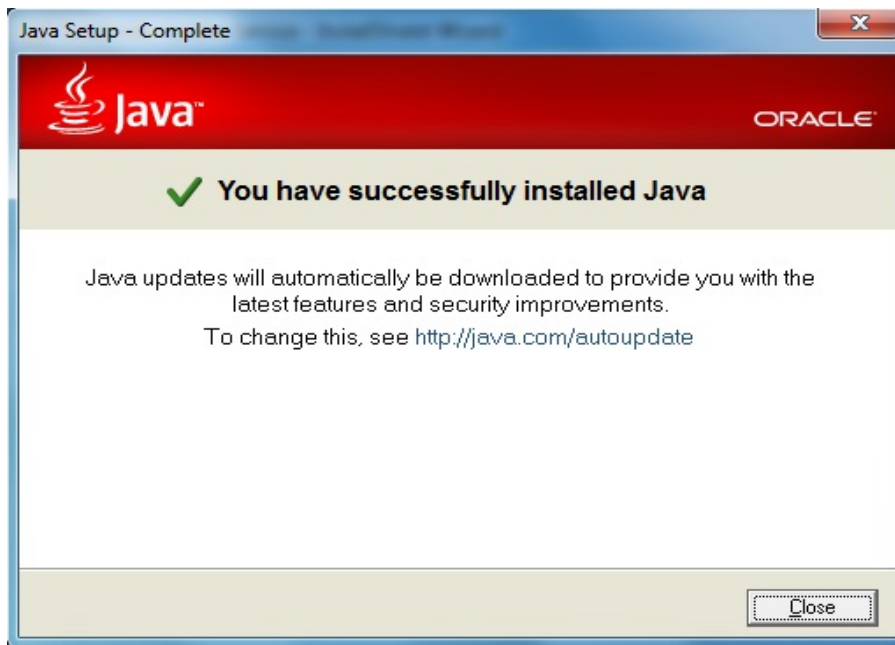 Java Setup - Complete
Java™
ORACLE
You have successfully installed Java
Java updates will automatically be downloaded to provide you with the
latest features and security improvements.
To change this, see http://java.com/autoupdate
Close